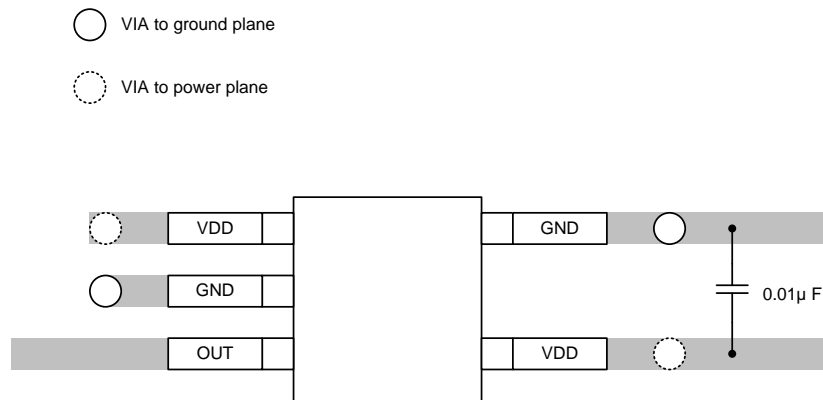 VIA to ground plane
VIA to power plane
VDD
GND
GND
0.01µ F
OUT
VDD